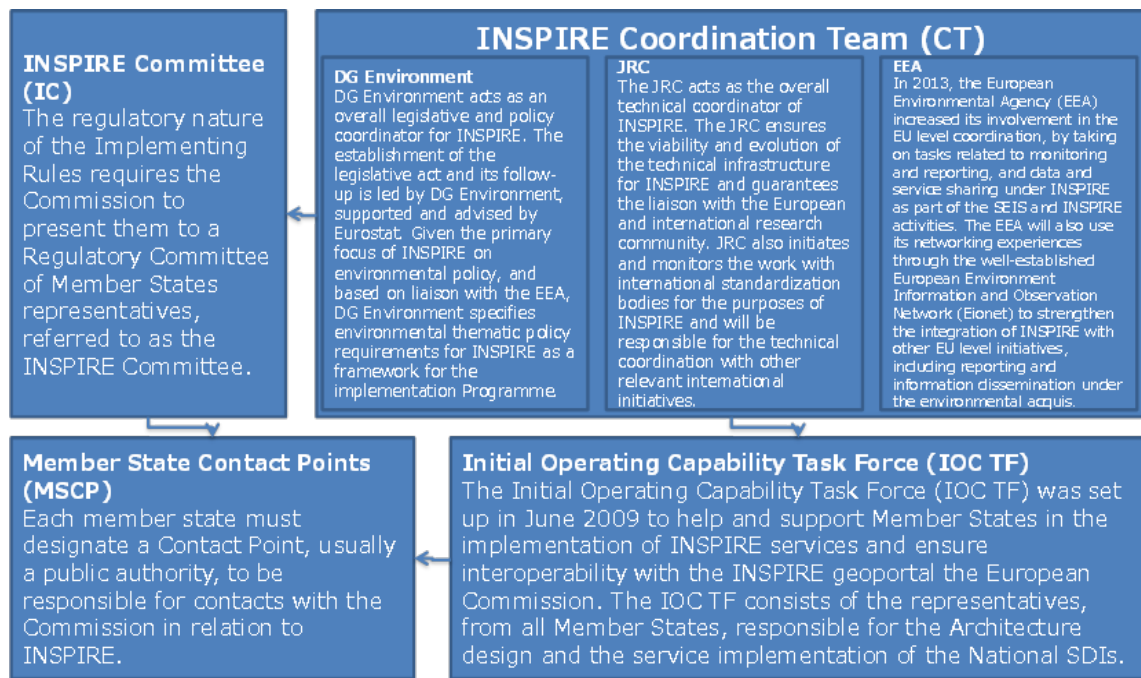 INSPIRE Committee
(IC)
The regulatory nature
of the Implementing
Rules requires the
Commission to
present them to a
Regulatory Committee
of Member States
representatives,
referred to as the
INSPIRE Committee.
INSPIRE Coordination Team (CT)
DG Environment
DG Environment acts as an
overall legislative and policy
coordinator for INSPIRE. The
establishment of the
legislative act and its follow-
up is led by DG Environment,
supported and advised by
Eurostat. Given the primary
focus of INSPIRE on
environmental policy, and
based on liaison with the EEA,
DG Environment specifies
environmental thematic policy
requirements for INSPIRE as a
framework for the
implementation Programme.
JRC
The JRC acts as the overall
technical coordinator of
INSPIRE. The JRC ensures
the viability and evolution of
the technical infrastructure
for INSPIRE and guarantees
the liaison with the European
and international research
community. JRC also initiates
and monitors the work with
international standardization
bodies for the purposes of
INSPIRE and will be
responsible for the technical
coordination with other
relevant international
initiatives.
EEA
In 2013, the European
Environmental Agency (EEA)
increased its involvement in the
EU level coordination, by taking
on tasks related to monitoring
and reporting, and data and
service sharing under INSPIRE
as part of the SEIS and INSPIRE
activities. The EEA will also use
its networking experiences
through the well-established
European Environment
Information and Observation
Network (Eionet) to strengthen
the integration of INSPIRE with
other EU level initiatives,
including reporting and
information dissemination under
the environmental acquis.
Member State Contact Points
(MSCP)
Each member state must
designate a Contact Point, usually
a public authority, to be
responsible for contacts with the
Commission in relation to
INSPIRE.
Initial Operating Capability Task Force (IOC TF)
The Initial Operating Capability Task Force (IOC TF) was set
up in June 2009 to help and support Member States in the
implementation of INSPIRE services and ensure
interoperability with the INSPIRE geoportal the European
Commission. The IOC TF consists of the representatives,
from all Member States, responsible for the Architecture
design and the service implementation of the National SDIs.